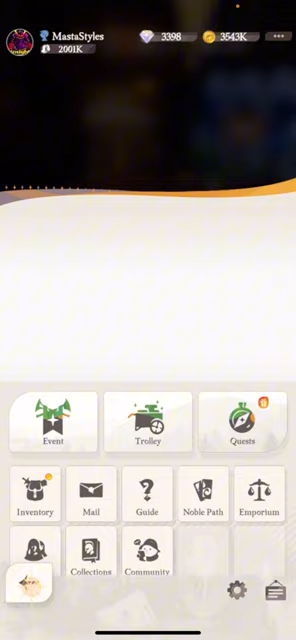 MastaStyles
2001K
3398
3543K
Event
Trolley
Quests
Inventory
Mail
Guide
Noble Path
Emporium
Collections
Community